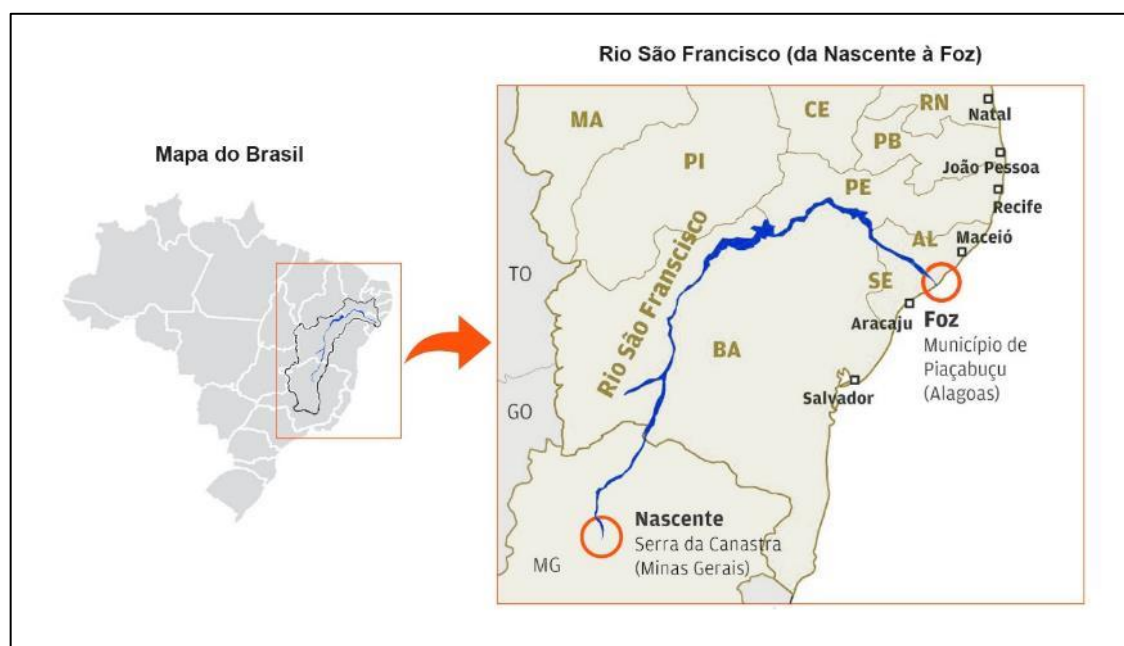 Rio São Francisco (da Nascente à Foz)
Mapa do Brasil
MA
CE
RN
Natal
PB
PI
João Pessoa
PE
Recife
AL
Maceió
TO
SE
Rio São Franscisco
Aracaju
Foz
Município de
Piaçabuçu
(Alagoas)
BA
Salvador
GO
Nascente
Serra da Canastra
(Minas Gerais)
MG